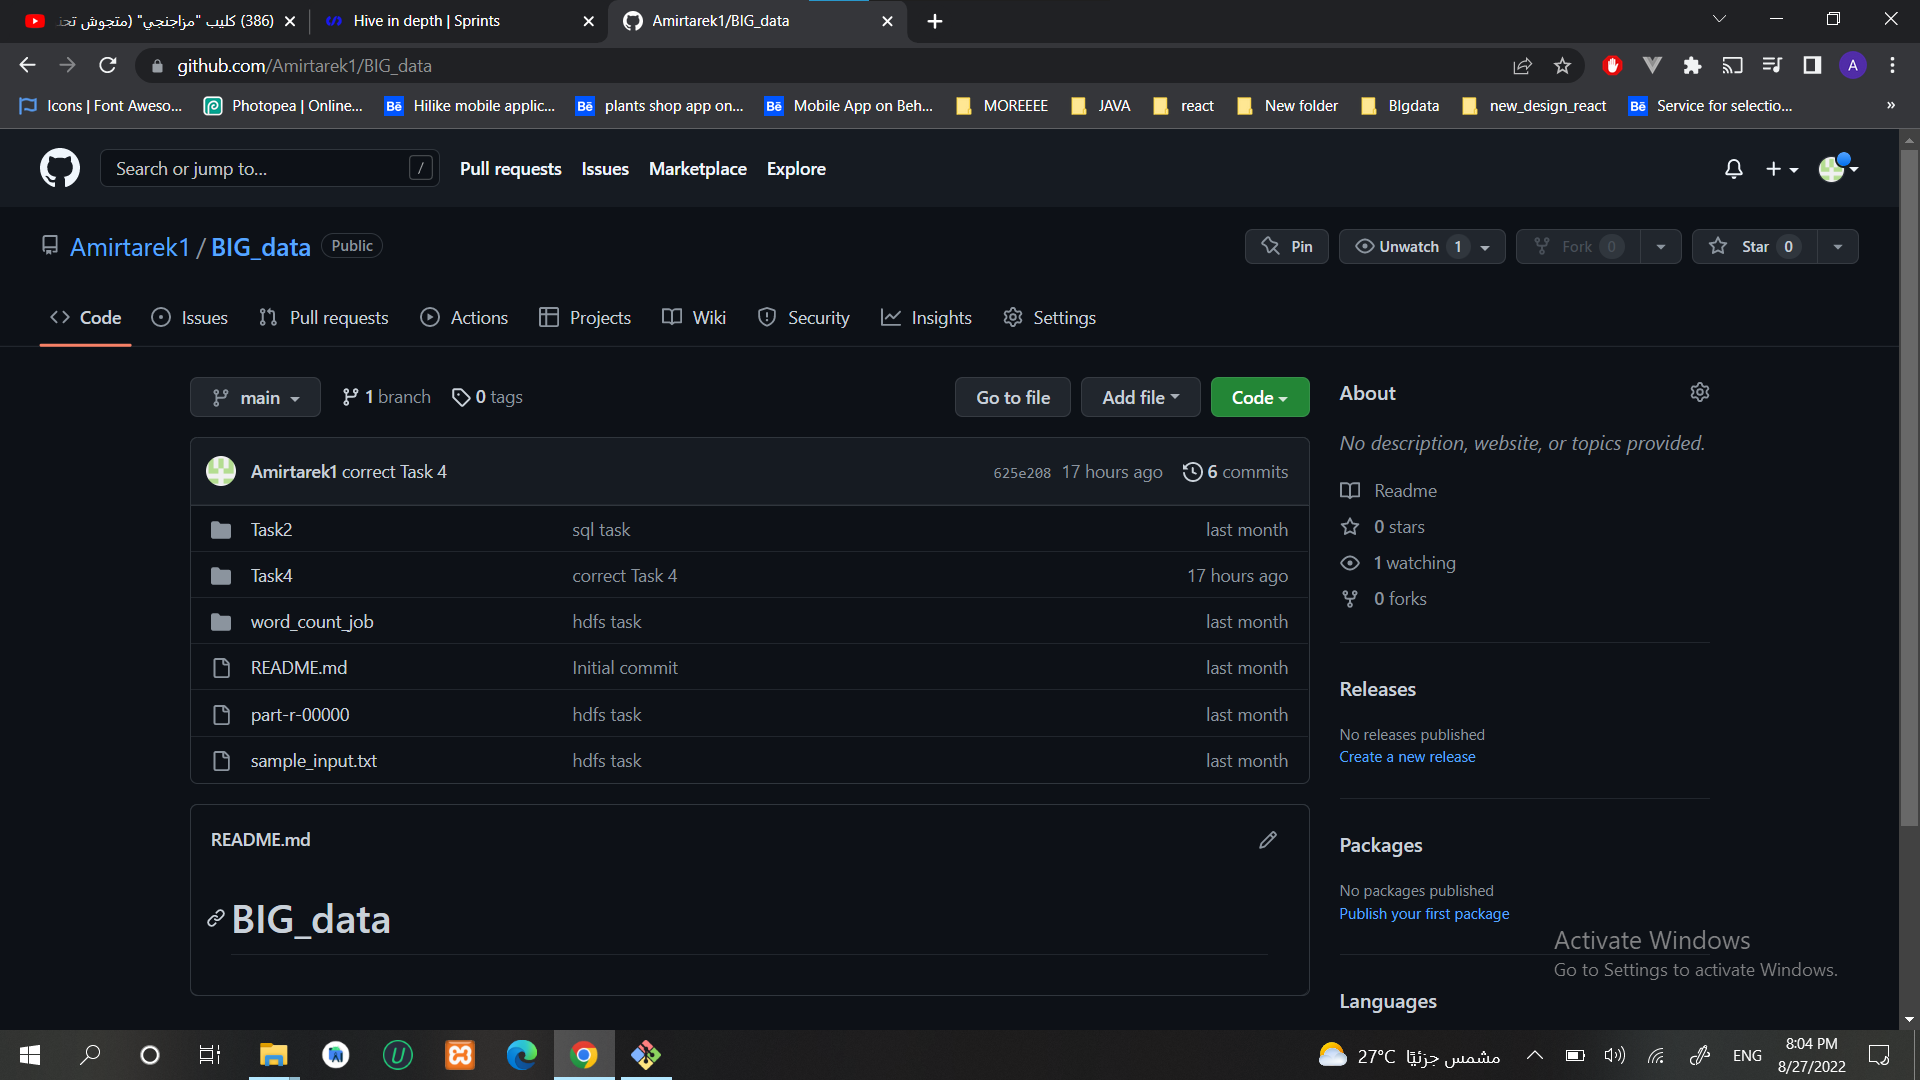 (386) كليب "مزاجنجي" (متجوش
Hive in depth | Sprints
Amirtarek1/BIG_data
github.com/Amirtarek1/BIG_data
A
Icons | Font Aweso...
Photopea | Online...
Hilike mobile applic...
plants shop app on...
Mobile App on Beh...
MOREEEE
JAVA
react
New folder
BIgdata
new_design_react
Service for selectio...
»
Search or jump to...
/
Pull requests
Issues
Marketplace
Explore
Amirtarek1 / BIG_data
Public
Pin
Unwatch 1
Fork 0
Star 0
Code
Issues
Pull requests
Actions
Projects
Wiki
Security
Insights
Settings
main
1 branch
0 tags
Go to file
Add file
Code
Amirtarek1 correct Task 4
625e208 17 hours ago
6 commits
Task2 sql task last month
Task4 correct Task 4 17 hours ago
word_count_job hdfs task last month
README.md Initial commit last month
part-r-00000 hdfs task last month
sample_input.txt hdfs task last month
README.md
BIG_data
About
No description, website, or topics provided.
Readme
0 stars
1 watching
0 forks
Releases
No releases published
Create a new release
Packages
No packages published
Publish your first package
Activate Windows
Go to Settings to activate Windows.
Languages
27°C مشمس جزئيًا
ENG
8:04 PM
8/27/2022